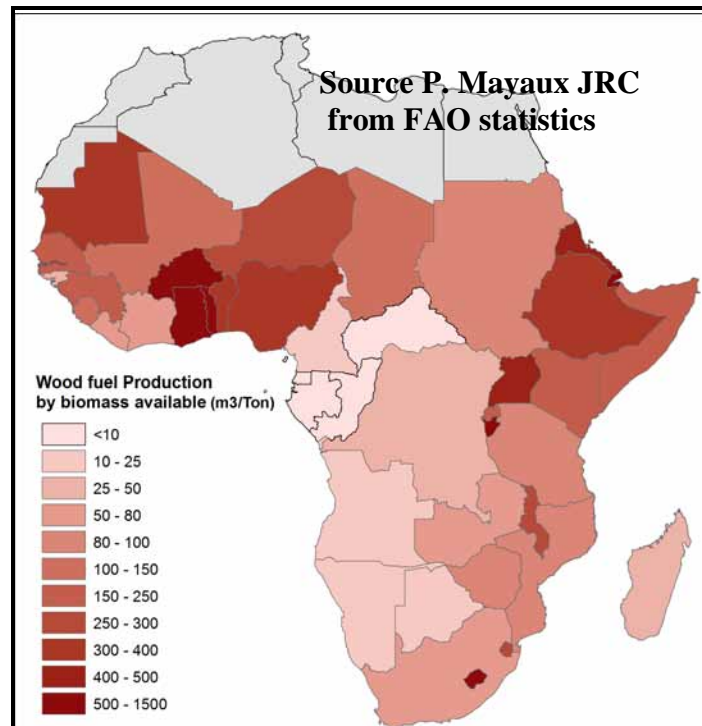 Source P. Mayaux JRC
from FAO statistics
Wood fuel Production
by biomass available (m3/Ton)
<10
10 - 25
25 - 50
50 - 80
80 - 100
100 - 150
150 - 250
250 - 300
300 - 400
400 - 500
500 - 1500